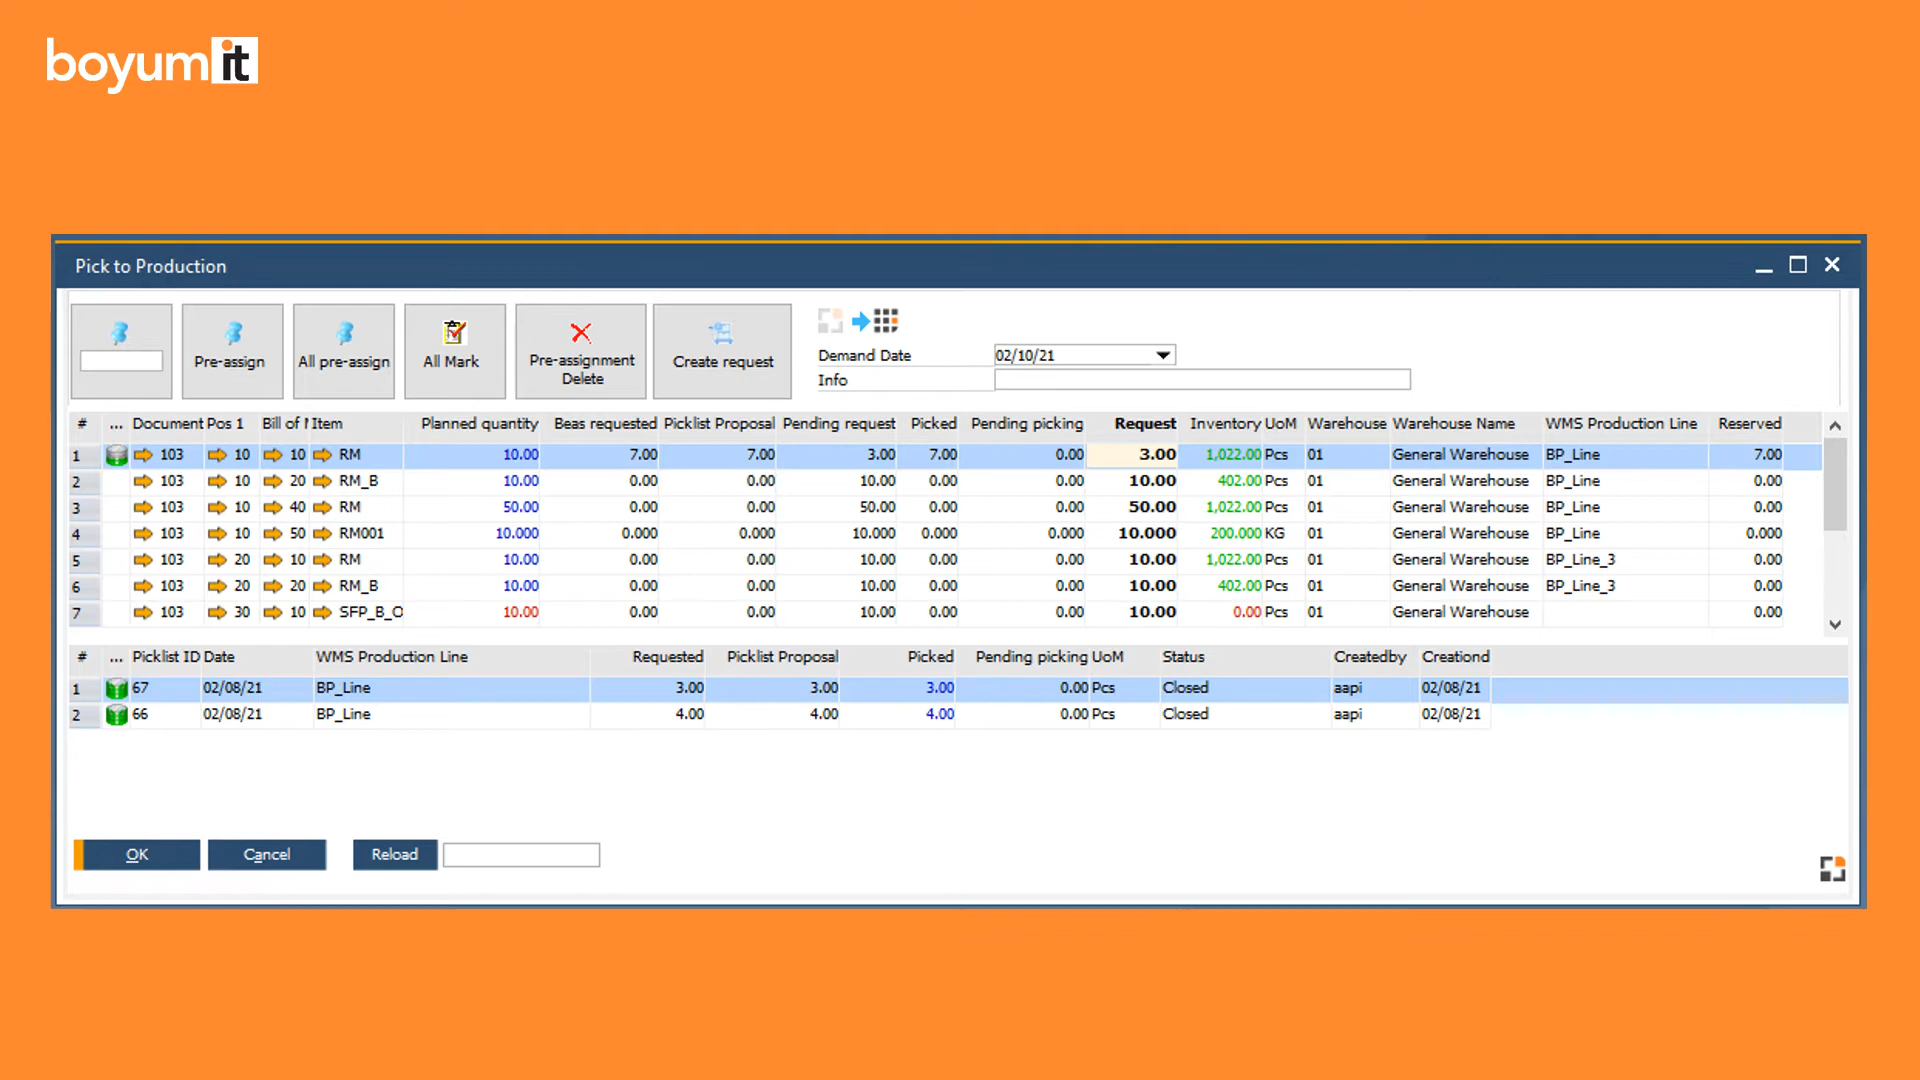 boyumit
Pick to Production
Pre-assign
All pre-assign
All Mark
Pre-assignment
Delete
Create request
Demand Date 02/10/21
Info
# ... Document Pos 1 Bill of M Item Planned quantity Beas requested Picklist Proposal Pending request Picked Pending picking Request Inventory UoM Warehouse Warehouse Name WMS Production Line Reserved
1 103 10 10 RM 10.00 7.00 7.00 3.00 7.00 0.00 3.00 1,022.00 Pcs 01 General Warehouse BP_Line 7.00
2 103 10 20 RM_B 10.00 0.00 0.00 10.00 0.00 0.00 10.00 402.00 Pcs 01 General Warehouse BP_Line 0.00
3 103 10 40 RM 50.00 0.00 0.00 50.00 0.00 0.00 50.00 1,022.00 Pcs 01 General Warehouse BP_Line 0.00
4 103 10 50 RM001 10.000 0.000 0.000 10.000 0.000 0.000 10.000 200.000 KG 01 General Warehouse BP_Line 0.000
5 103 20 10 RM 10.00 0.00 0.00 10.00 0.00 0.00 10.00 1,022.00 Pcs 01 General Warehouse BP_Line_3 0.00
6 103 20 20 RM_B 10.00 0.00 0.00 10.00 0.00 0.00 10.00 402.00 Pcs 01 General Warehouse BP_Line_3 0.00
7 103 30 10 SFP_B_O 10.00 0.00 0.00 10.00 0.00 0.00 10.00 0.00 Pcs 01 General Warehouse 0.00
# ... Picklist ID Date WMS Production Line Requested Picklist Proposal Picked Pending picking UoM Status Createdby Creationd
1 67 02/08/21 BP_Line 3.00 3.00 3.00 0.00 Pcs Closed aapi 02/08/21
2 66 02/08/21 BP_Line 4.00 4.00 4.00 0.00 Pcs Closed aapi 02/08/21
OK Cancel Reload